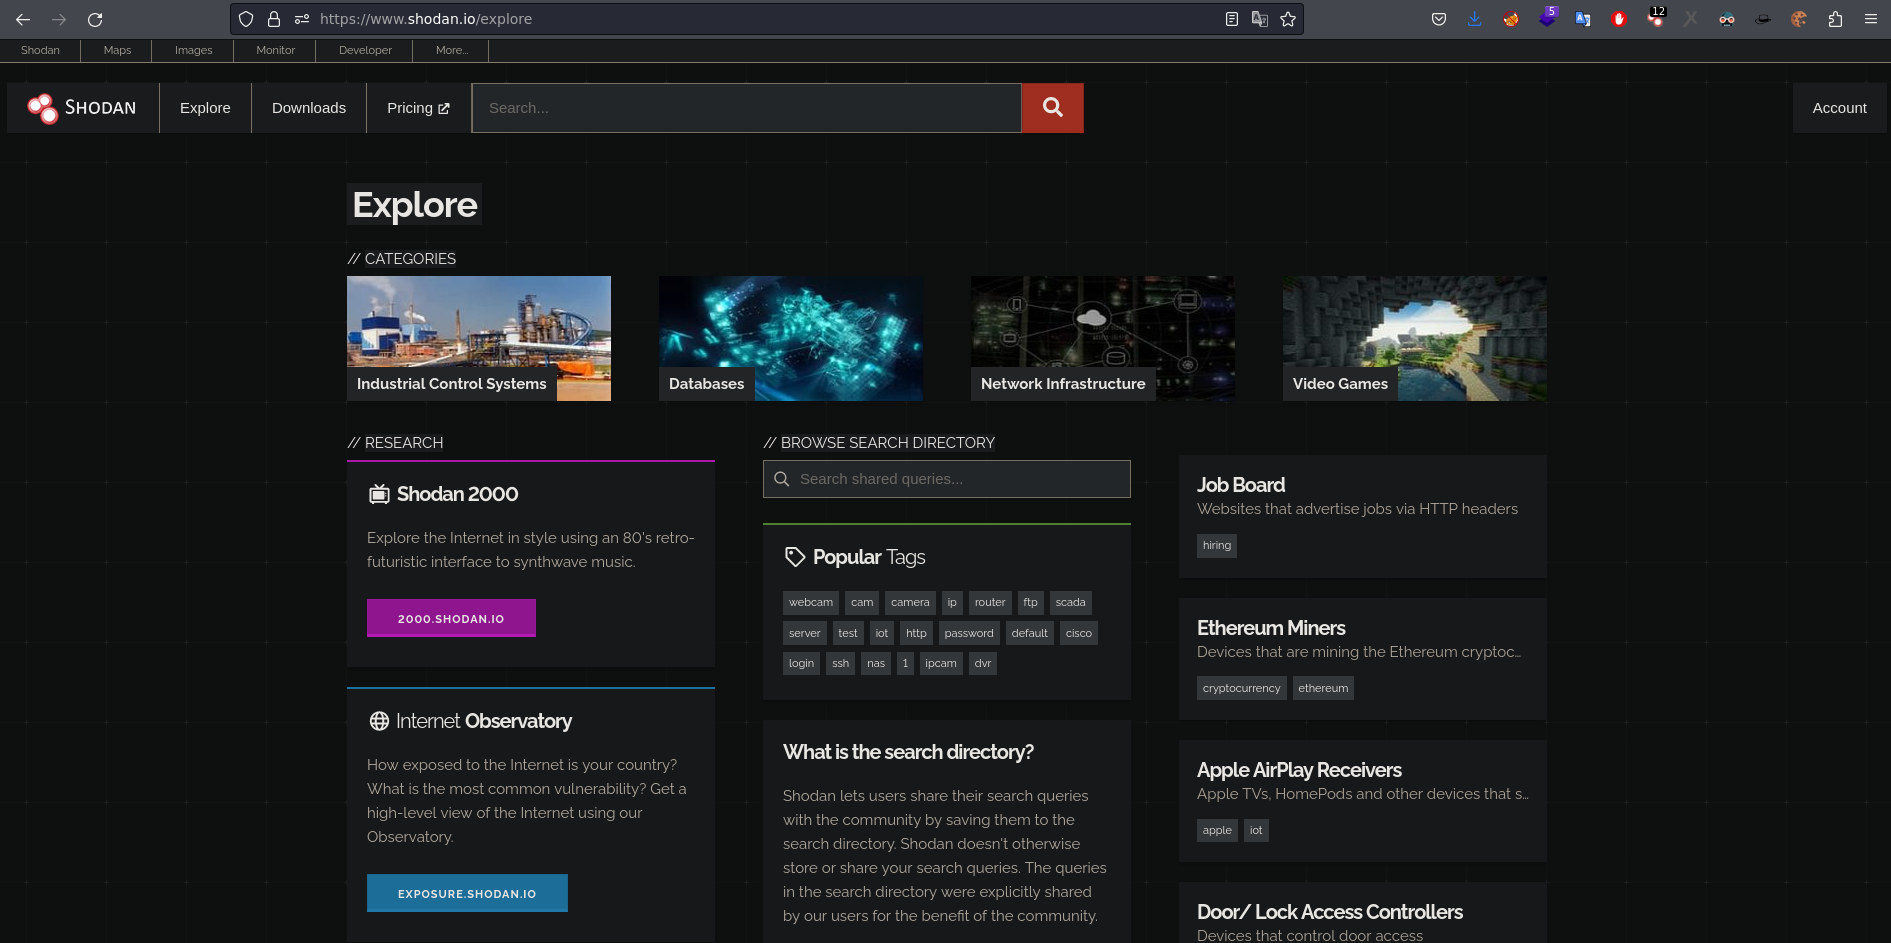 https://www.shodan.io/explore
5
12
Shodan
Maps
Images
Monitor
Developer
More...
SHODAN
Explore
Downloads
Pricing
Search...
Account
Explore
// CATEGORIES
Industrial Control Systems
Databases
Network Infrastructure
Video Games
// RESEARCH
Shodan 2000
Explore the Internet in style using an 80's retro-
futuristic interface to synthwave music.
2000.SHODAN.IO
Internet Observatory
How exposed to the Internet is your country?
What is the most common vulnerability? Get a
high-level view of the Internet using our
Observatory.
EXPOSURE.SHODAN.IO
// BROWSE SEARCH DIRECTORY
Search shared queries...
Popular Tags
webcam cam camera ip router ftp scada
server test iot http password default cisco
login ssh nas 1 ipcam dvr
What is the search directory?
Shodan lets users share their search queries
with the community by saving them to the
search directory. Shodan doesn't otherwise
store or share your search queries. The queries
in the search directory were explicitly shared
by our users for the benefit of the community.
Job Board
Websites that advertise jobs via HTTP headers
hiring
Ethereum Miners
Devices that are mining the Ethereum cryptoc...
cryptocurrency ethereum
Apple AirPlay Receivers
Apple TVs, HomePods and other devices that s...
apple iot
Door/ Lock Access Controllers
Devices that control door access